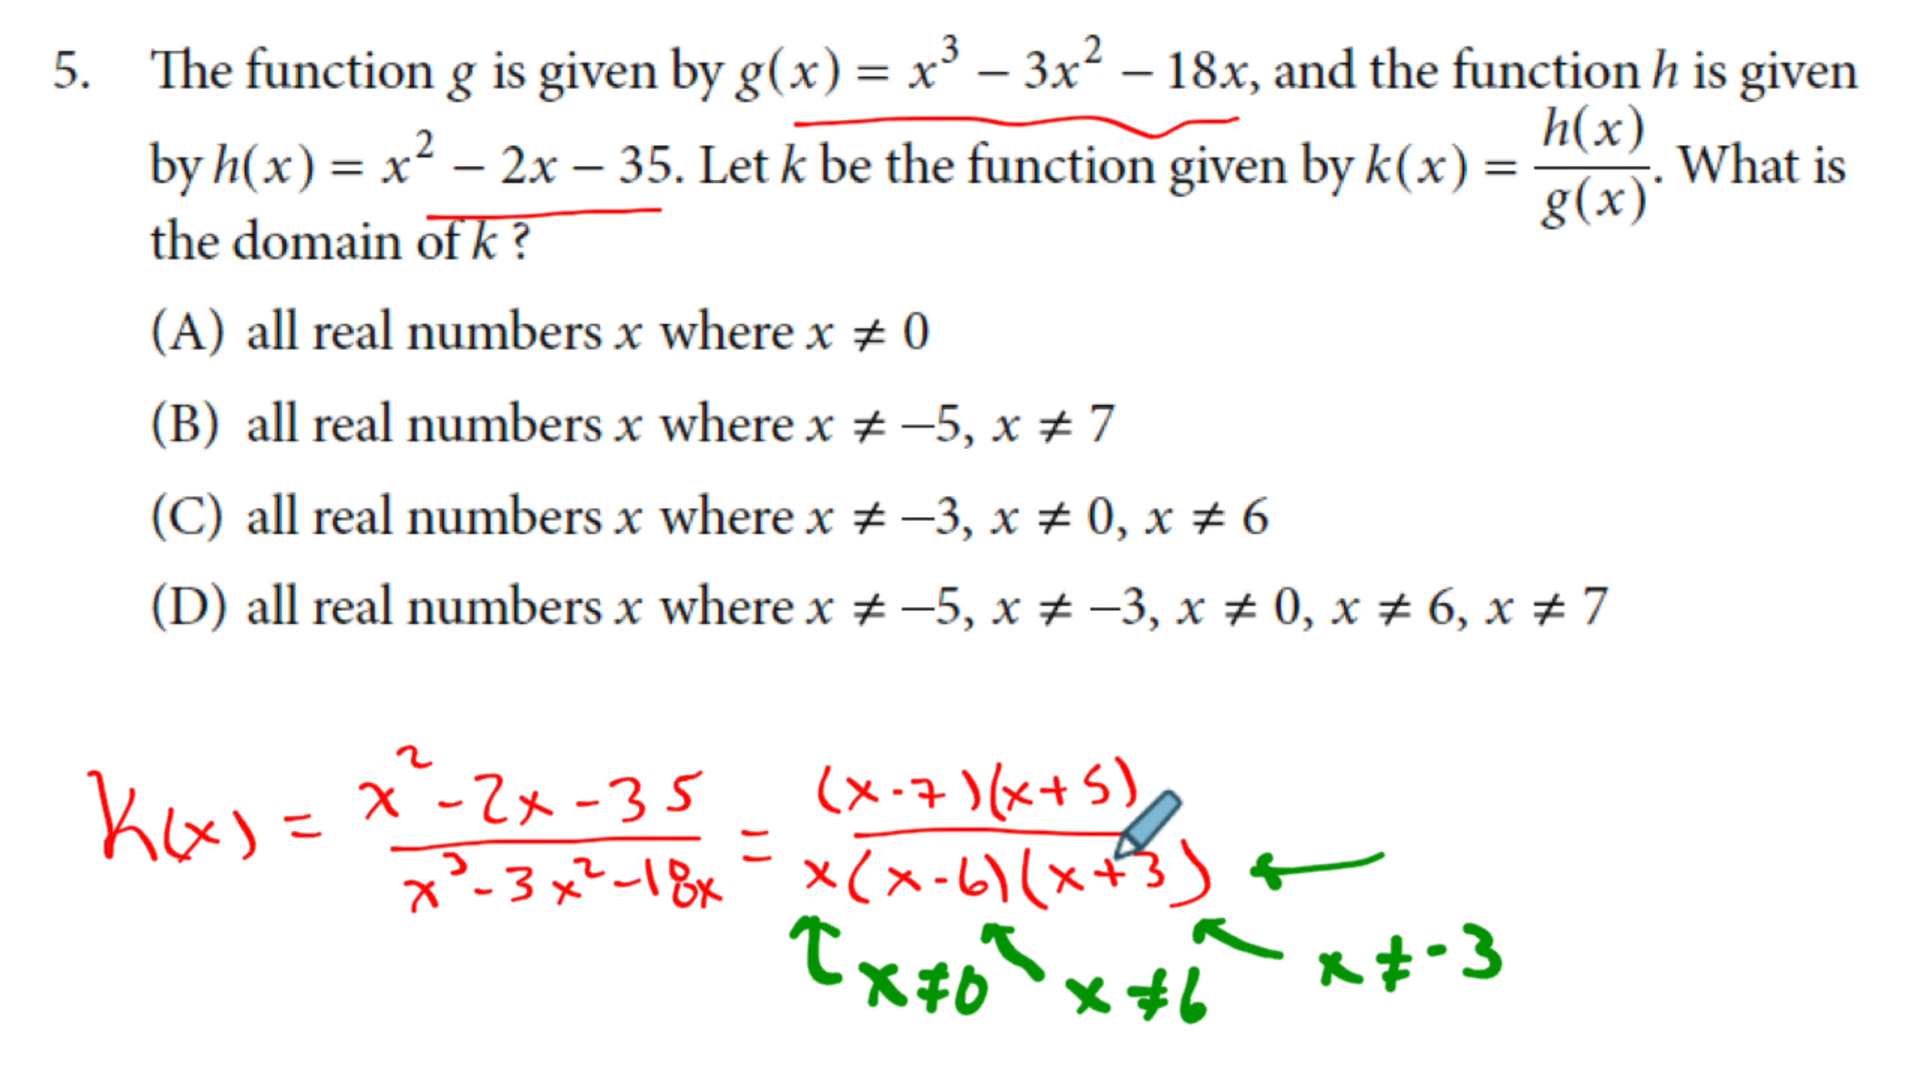 5. The function g is given by g(x) = x³ – 3x² – 18x, and the function h is given
by h(x) = x² – 2x – 35. Let k be the function given by k(x) = h(x)/g(x). What is
the domain of k ?
(A) all real numbers x where x ≠ 0
(B) all real numbers x where x ≠ –5, x ≠ 7
(C) all real numbers x where x ≠ –3, x ≠ 0, x ≠ 6
(D) all real numbers x where x ≠ –5, x ≠ –3, x ≠ 0, x ≠ 6, x ≠ 7
k(x) = (x² - 2x - 35)/(x³ - 3x² - 18x) = (x-7)(x+5)/x(x-6)(x+3)
x≠0 x≠6 x≠-3